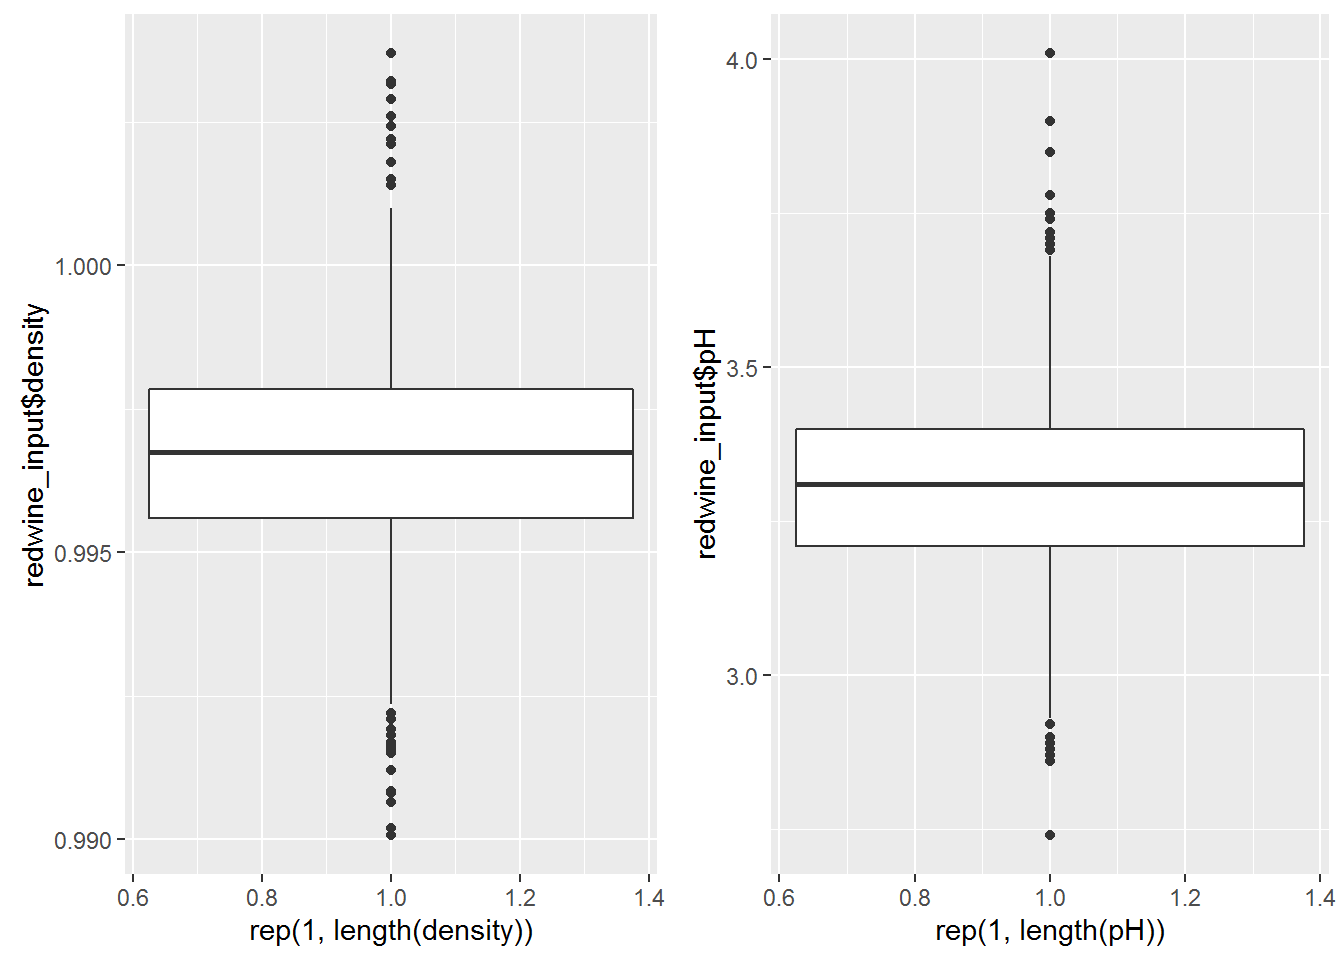 redwine_input$density
1.000
0.995
0.990
0.6 0.8 1.0 1.2 1.4
rep(1, length(density))
redwine_input$pH
4.0
3.5
3.0
0.6 0.8 1.0 1.2 1.4
rep(1, length(pH))